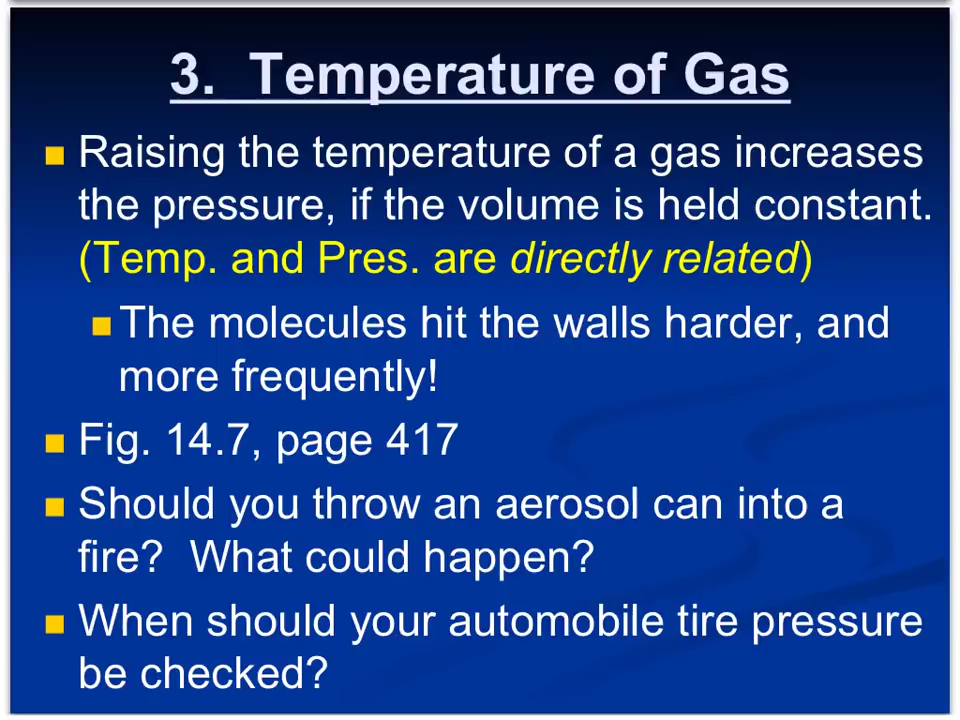 3.  Temperature of Gas
Raising the temperature of a gas increases
the pressure, if the volume is held constant.
(Temp. and Pres. are directly related)
The molecules hit the walls harder, and
more frequently!
Fig. 14.7, page 417
Should you throw an aerosol can into a
fire?  What could happen?
When should your automobile tire pressure
be checked?